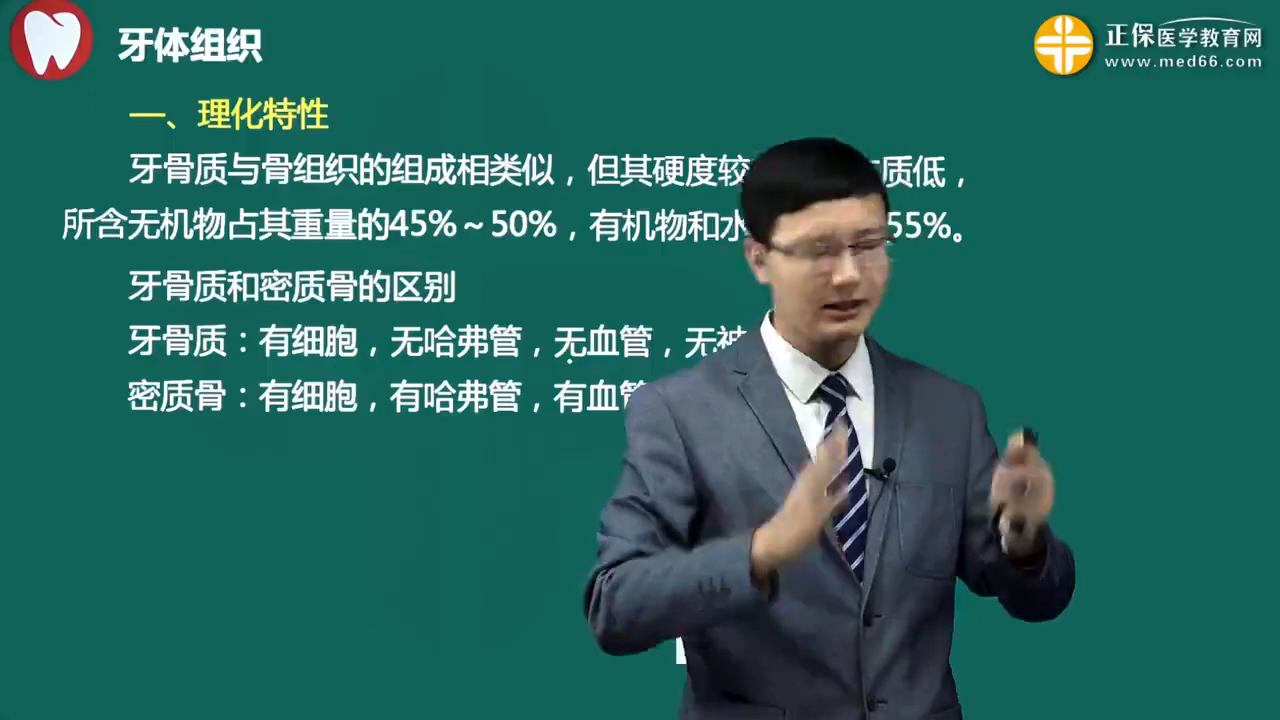 牙体组织
正保医学教育网
www.med66.com
一、理化特性
牙骨质与骨组织的组成相类似，但其硬度较 质低，
所含无机物占其重量的45%～50%，有机物和水 55%。
牙骨质和密质骨的区别
牙骨质：有细胞，无哈弗管，无血管，无神
密质骨：有细胞，有哈弗管，有血管